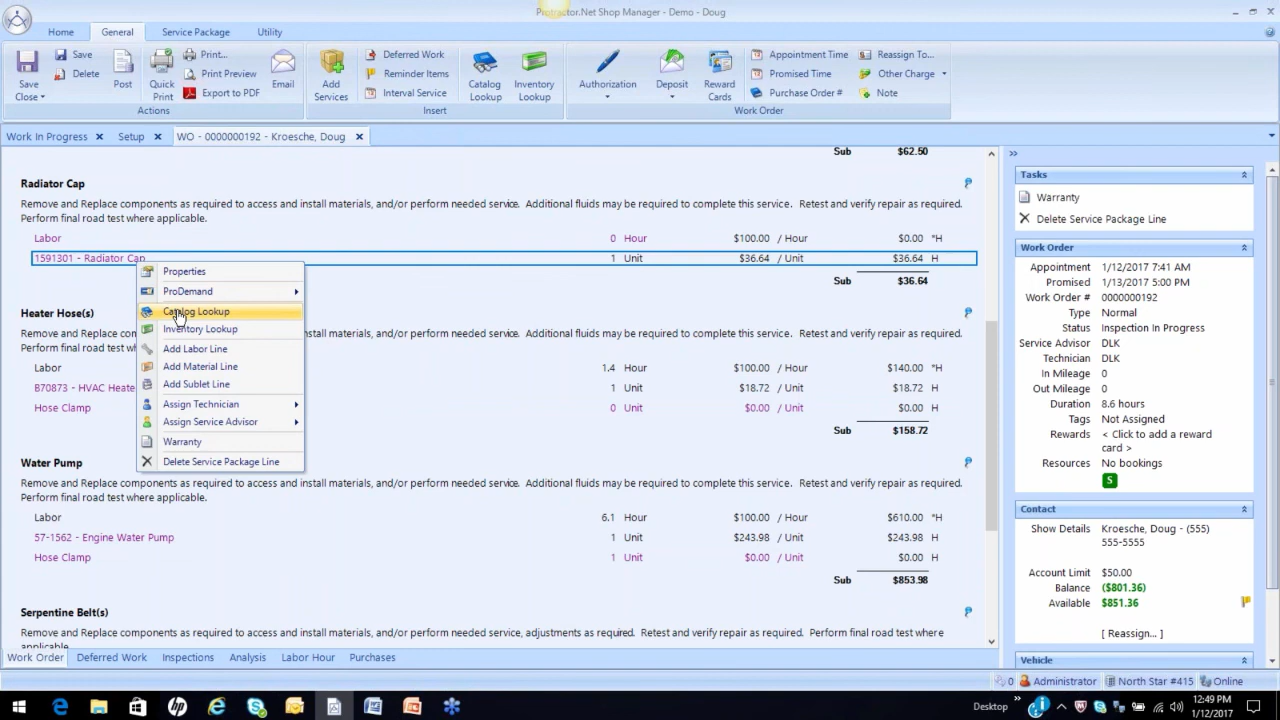 Protractor.Net Shop Manager - Demo - Doug
Home General Service Package Utility
Save Close
Save
Delete
Post
Quick Print
Print...
Print Preview
Export to PDF
Email
Actions
Add Services
Deferred Work
Reminder Items
Interval Service
Catalog Lookup
Inventory Lookup
Insert
Authorization
Deposit
Reward Cards
Appointment Time
Promised Time
Purchase Order #
Reassign To...
Other Charge
Note
Work Order
Work In Progress Setup WO - 0000000192 - Kroesche, Doug
Sub $62.50
Radiator Cap
Remove and Replace components as required to access and install materials, and/or perform needed service. Additional fluids may be required to complete this service. Retest and verify repair as required.
Perform final road test where applicable.
Labor 0 Hour $100.00 / Hour $0.00 *H
1591301 - Radiator Cap 1 Unit $36.64 / Unit $36.64 H
Sub $36.64
Properties
ProDemand
Catalog Lookup
Inventory Lookup
Add Labor Line
Add Material Line
Add Sublet Line
Assign Technician
Assign Service Advisor
Warranty
Delete Service Package Line
Heater Hose(s)
Remove and Replace components as required to access and install materials, and/or perform needed service. Additional fluids may be required to complete this service. Retest and verify repair as required.
Perform final road test where applicable.
Labor 1.4 Hour $100.00 / Hour $140.00 *H
B70873 - HVAC Heate 1 Unit $18.72 / Unit $18.72 H
Hose Clamp 0 Unit $0.00 / Unit $0.00 H
Sub $158.72
Water Pump
Remove and Replace components as required to access and install materials, and/or perform needed service. Additional fluids may be required to complete this service. Retest and verify repair as required.
Perform final road test where applicable.
Labor 6.1 Hour $100.00 / Hour $610.00 *H
57-1562 - Engine Water Pump 1 Unit $243.98 / Unit $243.98 H
Hose Clamp 1 Unit $0.00 / Unit $0.00 H
Sub $853.98
Serpentine Belt(s)
Remove and Replace components as required to access and install materials, and/or perform needed service, adjustments as required. Retest and verify repair as required. Perform final road test where
applicable.
Work Order Deferred Work Inspections Analysis Labor Hour Purchases
Tasks
Warranty
Delete Service Package Line
Work Order
Appointment 1/12/2017 7:41 AM
Promised 1/13/2017 5:00 PM
Work Order # 0000000192
Type Normal
Status Inspection In Progress
Service Advisor DLK
Technician DLK
In Mileage 0
Out Mileage 0
Duration 8.6 hours
Tags Not Assigned
Rewards < Click to add a reward
card >
Resources No bookings
S
Contact
Show Details Kroesche, Doug - (555)
555-5555
Account Limit $50.00
Balance ($801.36)
Available $851.36
[ Reassign... ]
Vehicle
0 Administrator North Star #415 Online
Desktop 12:49 PM
1/12/2017